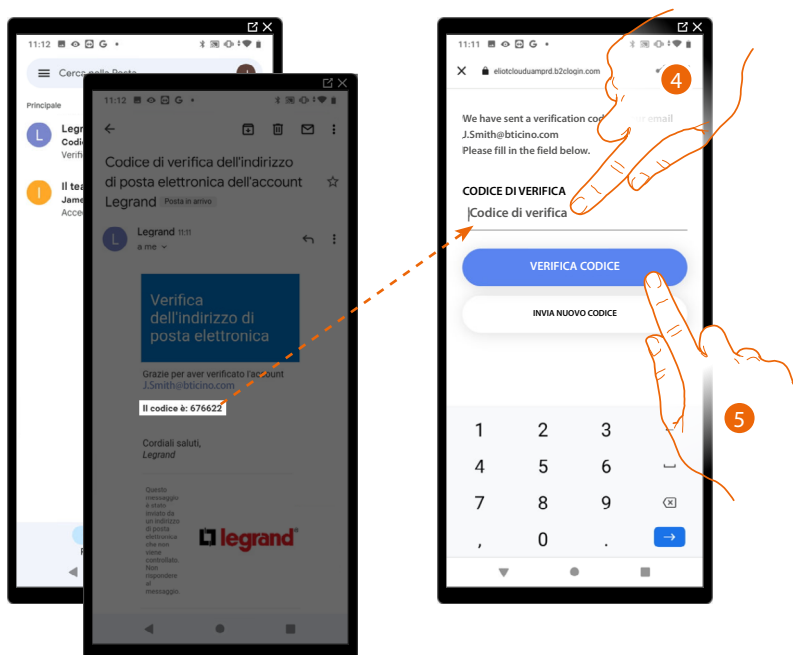 11:12
G
Cerca nella Posta
Principale
L
Legr
Codi
Verifi
I
Il tea
Jame
Acce
11:12
G
Codice di verifica dell'indirizzo
di posta elettronica dell'account
Legrand Posta in arrivo
L
Legrand 11:11
a me
Verifica
dell'indirizzo di
posta elettronica
Grazie per aver verificato l'account
J.Smith@bticino.com
Il codice è: 676622
Cordiali saluti,
Legrand
Questo
messaggio
è stato
inviato da
un indirizzo
di posta
elettronica
che non
viene
controllato.
Non
rispondere
al
messaggio.
legrand®
11:11
G
eliotclouduamprd.b2clogin.com
4
We have sent a verification cod email
J.Smith@bticino.com
Please fill in the field below.
CODICE DI VERIFICA
Codice di verifica
VERIFICA CODICE
INVIA NUOVO CODICE
5
1 2 3
4 5 6
7 8 9
, 0 .